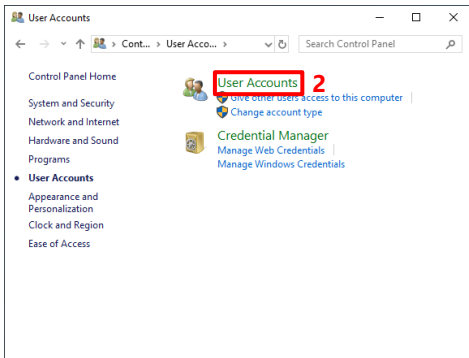 User Accounts
Cont... › User Acco... ›
Search Control Panel
Control Panel Home
System and Security
Network and Internet
Hardware and Sound
Programs
User Accounts
Appearance and
Personalization
Clock and Region
Ease of Access
User Accounts 2
Give other users access to this computer
Change account type
Credential Manager
Manage Web Credentials
Manage Windows Credentials